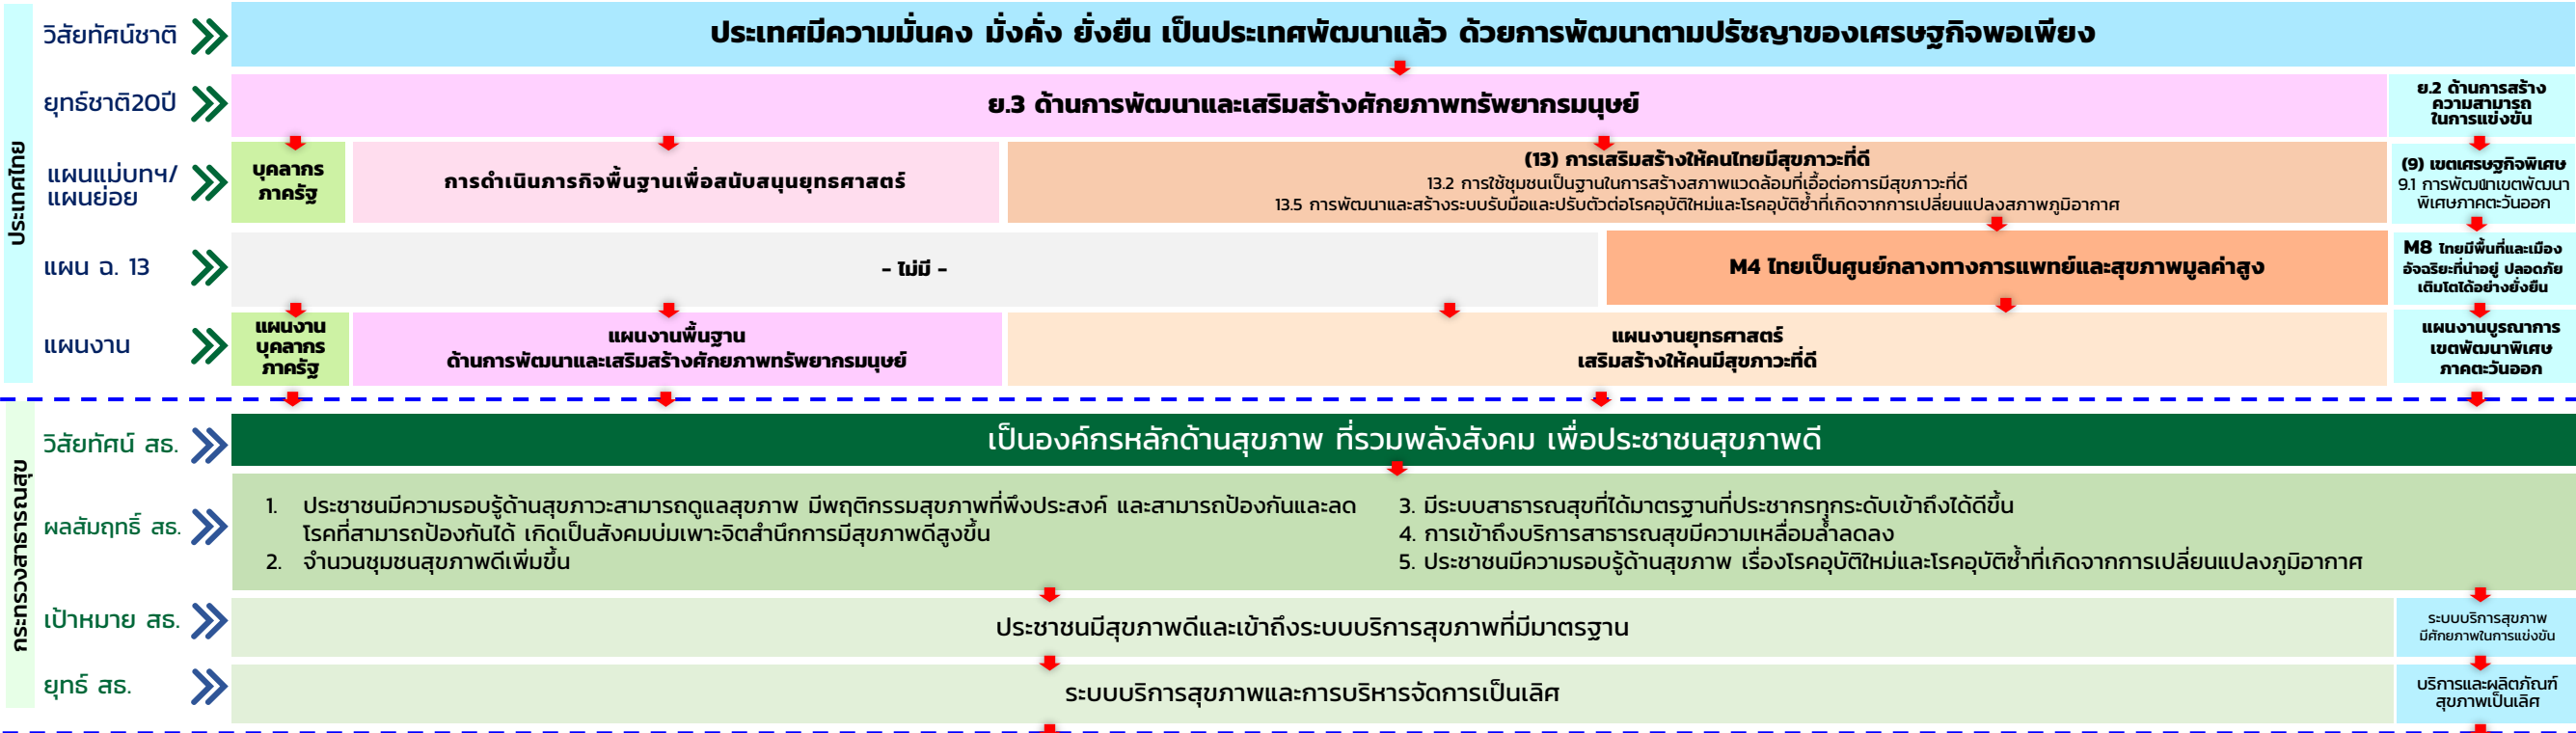 ประเทศไทย
วิสัยทัศน์ชาติ
ประเทศมีความมั่นคง มั่งคั่ง ยั่งยืน เป็นประเทศพัฒนาแล้ว ด้วยการพัฒนาตามปรัชญาของเศรษฐกิจพอเพียง
ยุทธ์ชาติ20ปี
ย.3 ด้านการพัฒนาและเสริมสร้างศักยภาพทรัพยากรมนุษย์
ย.2 ด้านการสร้าง
ความสามารถ
ในการแข่งขัน
แผนแม่บทฯ/
แผนย่อย
บุคลากร
ภาครัฐ
การดำเนินภารกิจพื้นฐานเพื่อสนับสนุนยุทธศาสตร์
(13) การเสริมสร้างให้คนไทยมีสุขภาวะที่ดี
13.2 การใช้ชุมชนเป็นฐานในการสร้างสภาพแวดล้อมที่เอื้อต่อการมีสุขภาวะที่ดี
13.5 การพัฒนาและสร้างระบบรับมือและปรับตัวต่อโรคอุบัติใหม่และโรคอุบัติซ้ำที่เกิดจากการเปลี่ยนแปลงสภาพภูมิอากาศ
(9) เขตเศรษฐกิจพิเศษ
9.1 การพัฒนาเขตพัฒนา
พิเศษภาคตะวันออก
แผน ฉ. 13
- ไม่มี -
M4 ไทยเป็นศูนย์กลางทางการแพทย์และสุขภาพมูลค่าสูง
M8 ไทยมีพื้นที่และเมือง
อัจฉริยะที่น่าอยู่ ปลอดภัย
เติมโตได้อย่างยั่งยืน
แผนงาน
แผนงาน
บุคลากร
ภาครัฐ
แผนงานพื้นฐาน
ด้านการพัฒนาและเสริมสร้างศักยภาพทรัพยากรมนุษย์
แผนงานยุทธศาสตร์
เสริมสร้างให้คนมีสุขภาวะที่ดี
แผนงานบูรณาการ
เขตพัฒนาพิเศษ
ภาคตะวันออก
กระทรวงสาธารณสุข
วิสัยทัศน์ สธ.
เป็นองค์กรหลักด้านสุขภาพ ที่รวมพลังสังคม เพื่อประชาชนสุขภาพดี
ผลสัมฤทธิ์ สธ.
1. ประชาชนมีความรอบรู้ด้านสุขภาวะสามารถดูแลสุขภาพ มีพฤติกรรมสุขภาพที่พึงประสงค์ และสามารถป้องกันและลด
โรคที่สามารถป้องกันได้ เกิดเป็นสังคมบ่มเพาะจิตสำนึกการมีสุขภาพดีสูงขึ้น
2. จำนวนชุมชนสุขภาพดีเพิ่มขึ้น
3. มีระบบสาธารณสุขที่ได้มาตรฐานที่ประชากรทุกระดับเข้าถึงได้ดีขึ้น
4. การเข้าถึงบริการสาธารณสุขมีความเหลื่อมล้ำลดลง
5. ประชาชนมีความรอบรู้ด้านสุขภาพ เรื่องโรคอุบัติใหม่และโรคอุบัติซ้ำที่เกิดจากการเปลี่ยนแปลงภูมิอากาศ
เป้าหมาย สธ.
ประชาชนมีสุขภาพดีและเข้าถึงระบบบริการสุขภาพที่มีมาตรฐาน
ระบบบริการสุขภาพ
มีศักยภาพในการแข่งขัน
ยุทธ์ สธ.
ระบบบริการสุขภาพและการบริหารจัดการเป็นเลิศ
บริการและผลิตภัณฑ์
สุขภาพเป็นเลิศ